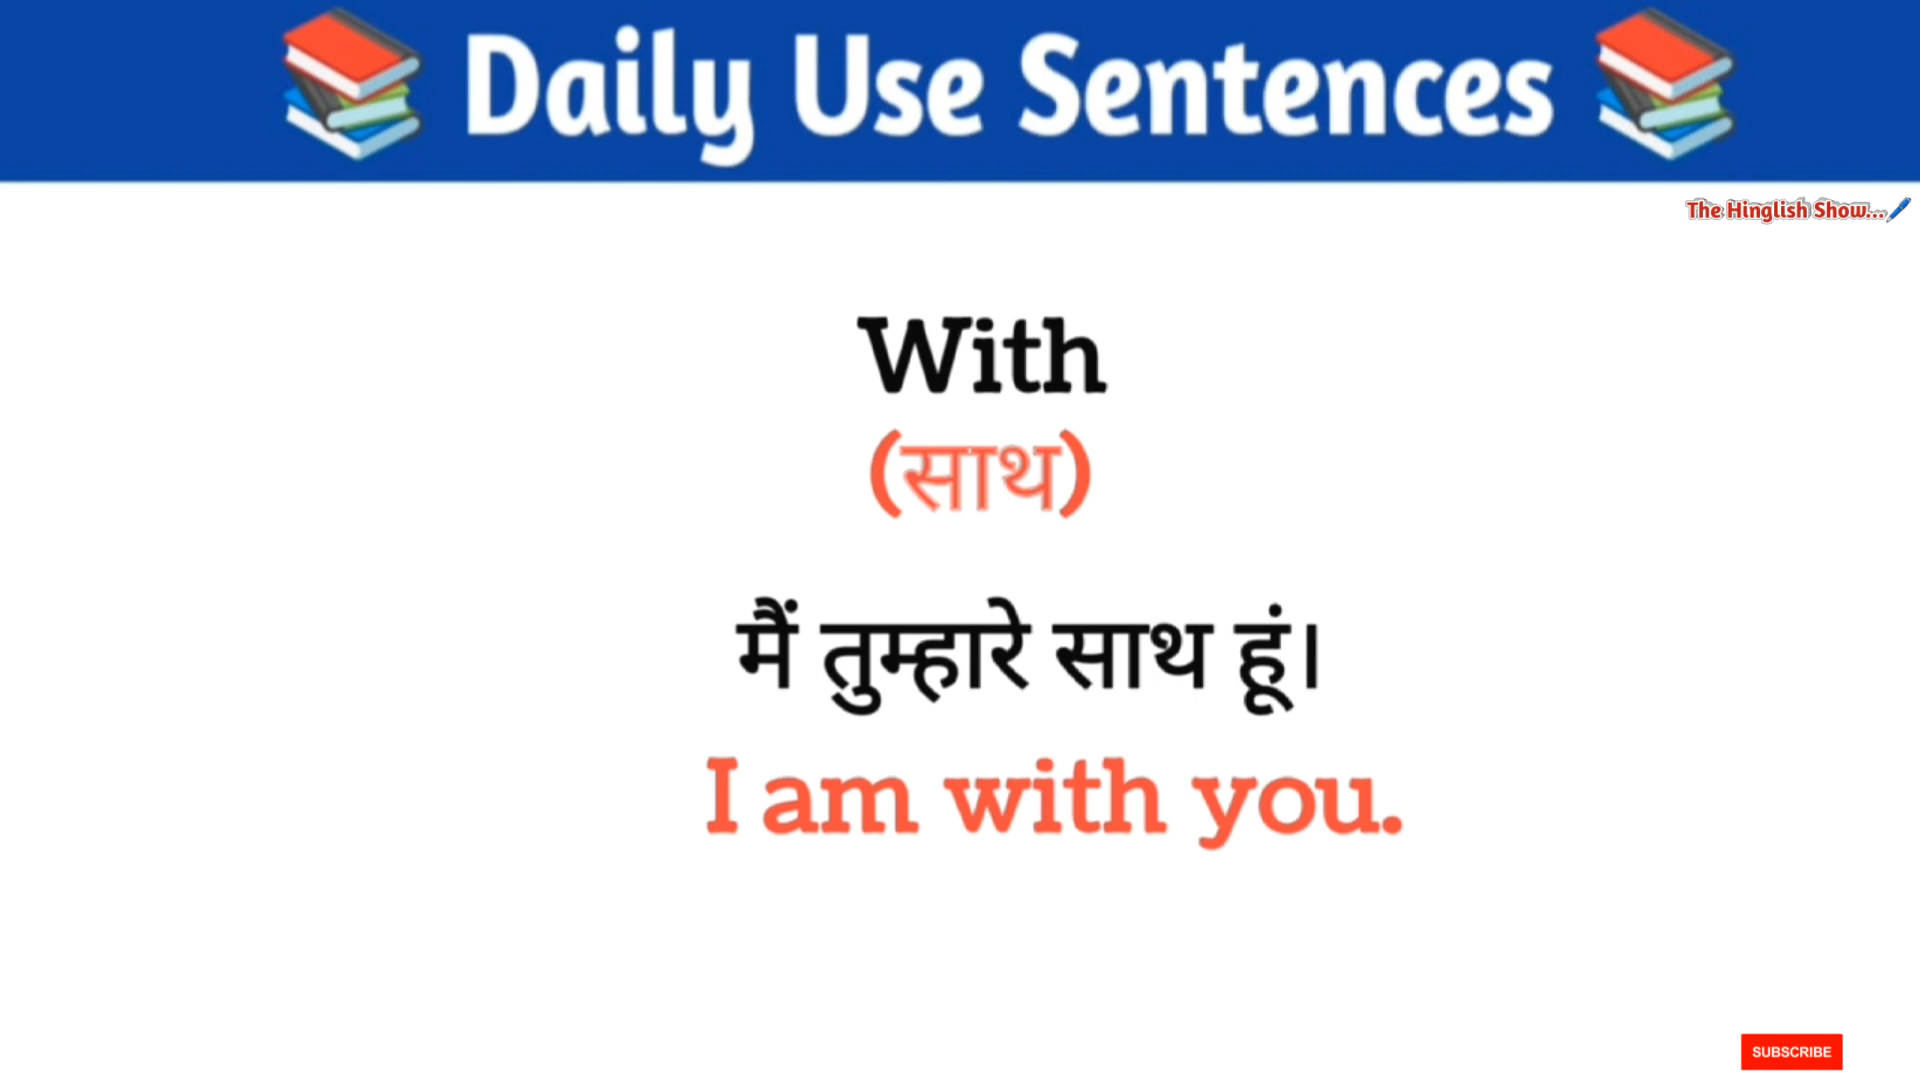 Daily Use Sentences
The Hinglish Show...
With
(साथ)
मैं तुम्हारे साथ हूं।
I am with you.
SUBSCRIBE